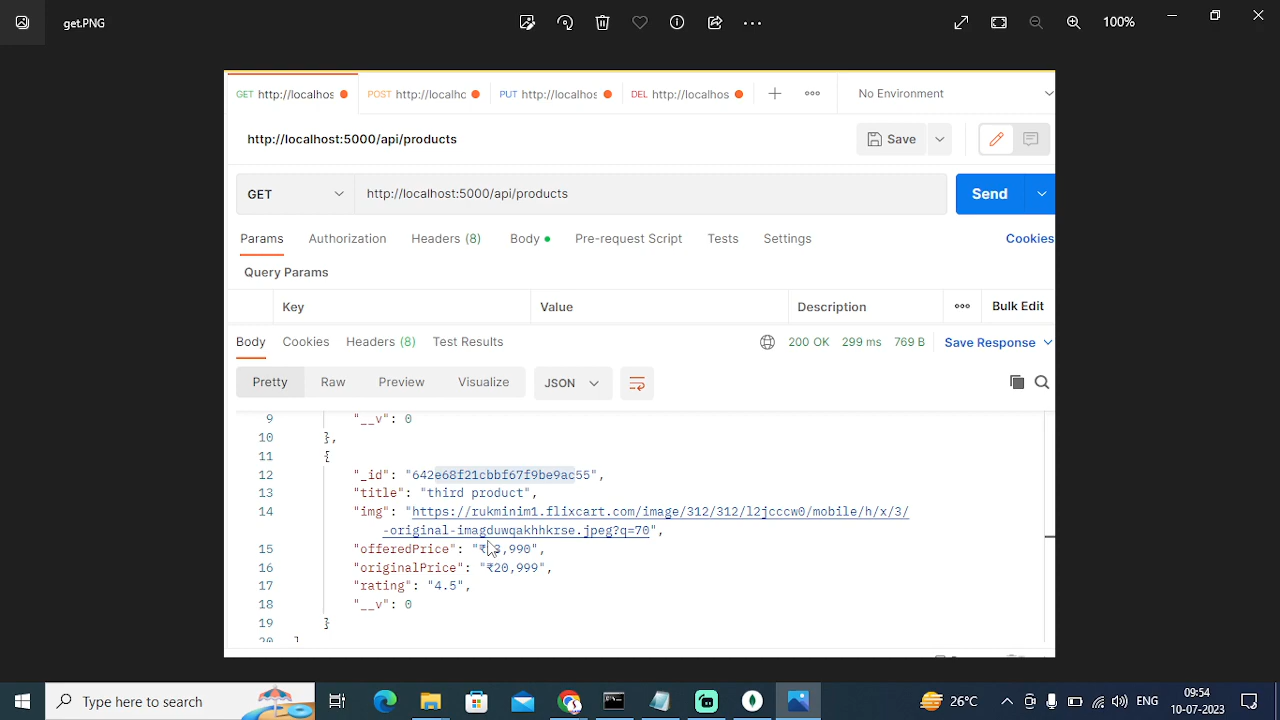 get.PNG
100%
GET http://localhos
POST http://localhc
PUT http://localhos
DEL http://localhos
No Environment
http://localhost:5000/api/products
Save
GET
http://localhost:5000/api/products
Send
Params Authorization Headers (8) Body Pre-request Script Tests Settings Cookies
Query Params
Key Value Description Bulk Edit
Body Cookies Headers (8) Test Results 200 OK 299 ms 769 B Save Response
Pretty Raw Preview Visualize JSON
9 "__v": 0
10 },
11 {
12 "_id": "642e68f21cbbf67f9be9ac55",
13 "title": "third product",
14 "img": "https://rukminim1.flixcart.com/image/312/312/l2jcccw0/mobile/h/x/3/
-original-imagduwqakhhkrse.jpeg?q=70",
15 "offeredPrice":
16 "originalPrice": "₹20,999",
17 "rating": "4.5",
18 "__v": 0
19 }
20 ]
Type here to search
26°C
ENG
09:54
10-07-2023